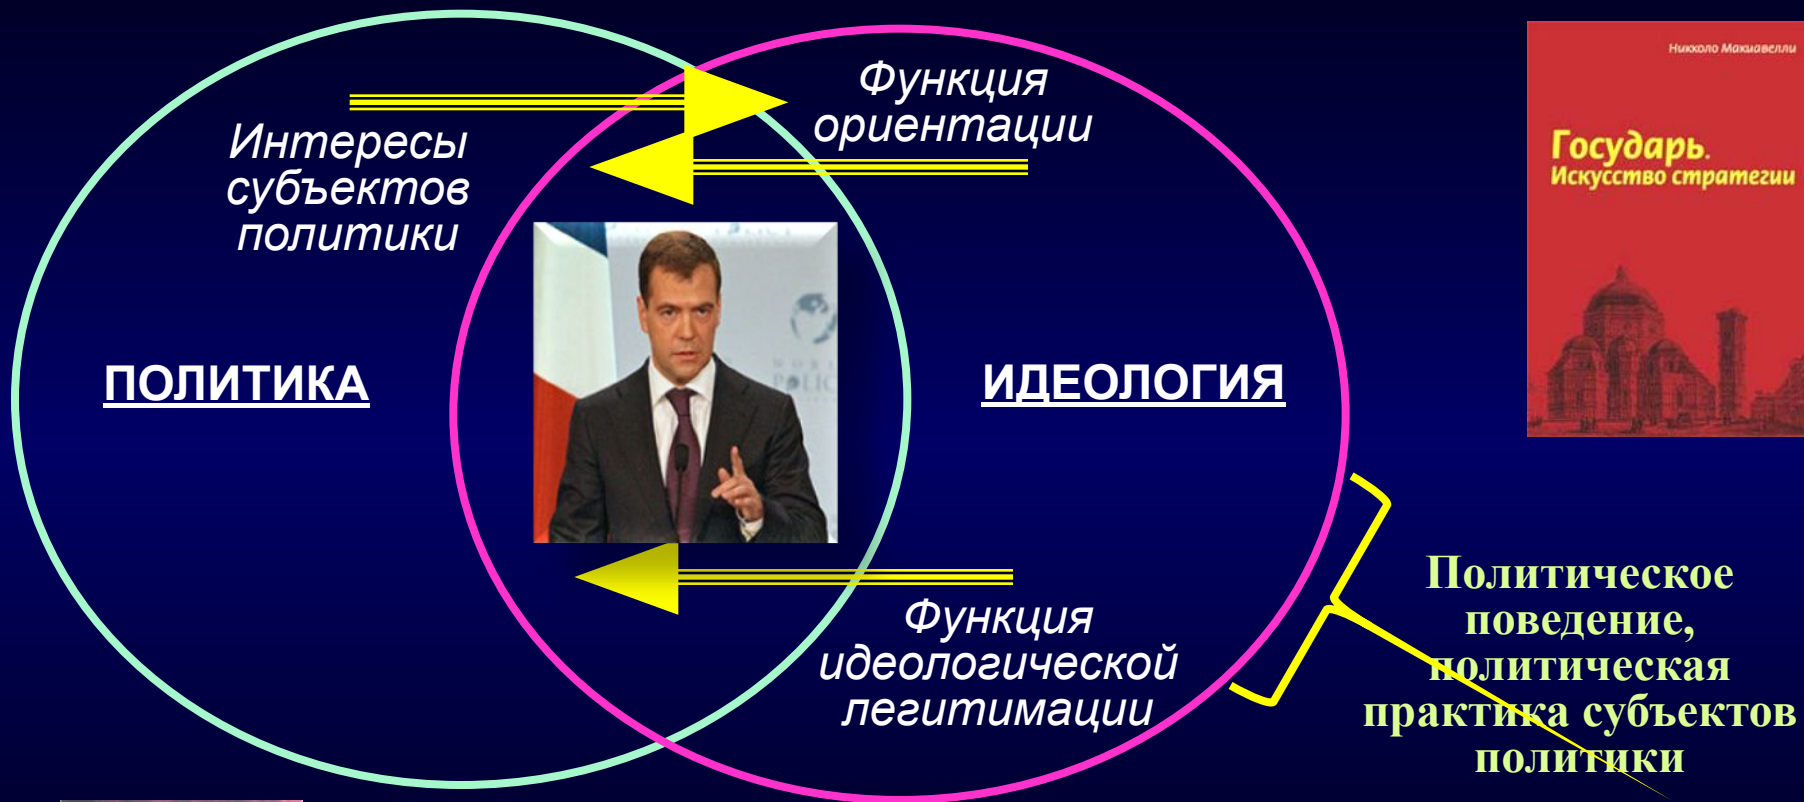 Функция
ориентации
Интересы
субъектов
политики
ПОЛИТИКА
ИДЕОЛОГИЯ
Функция
идеологической
легитимации
Никколо Макиавелли
Государь.
Искусство стратегии
Политическое
поведение,
политическая
практика субъектов
политики